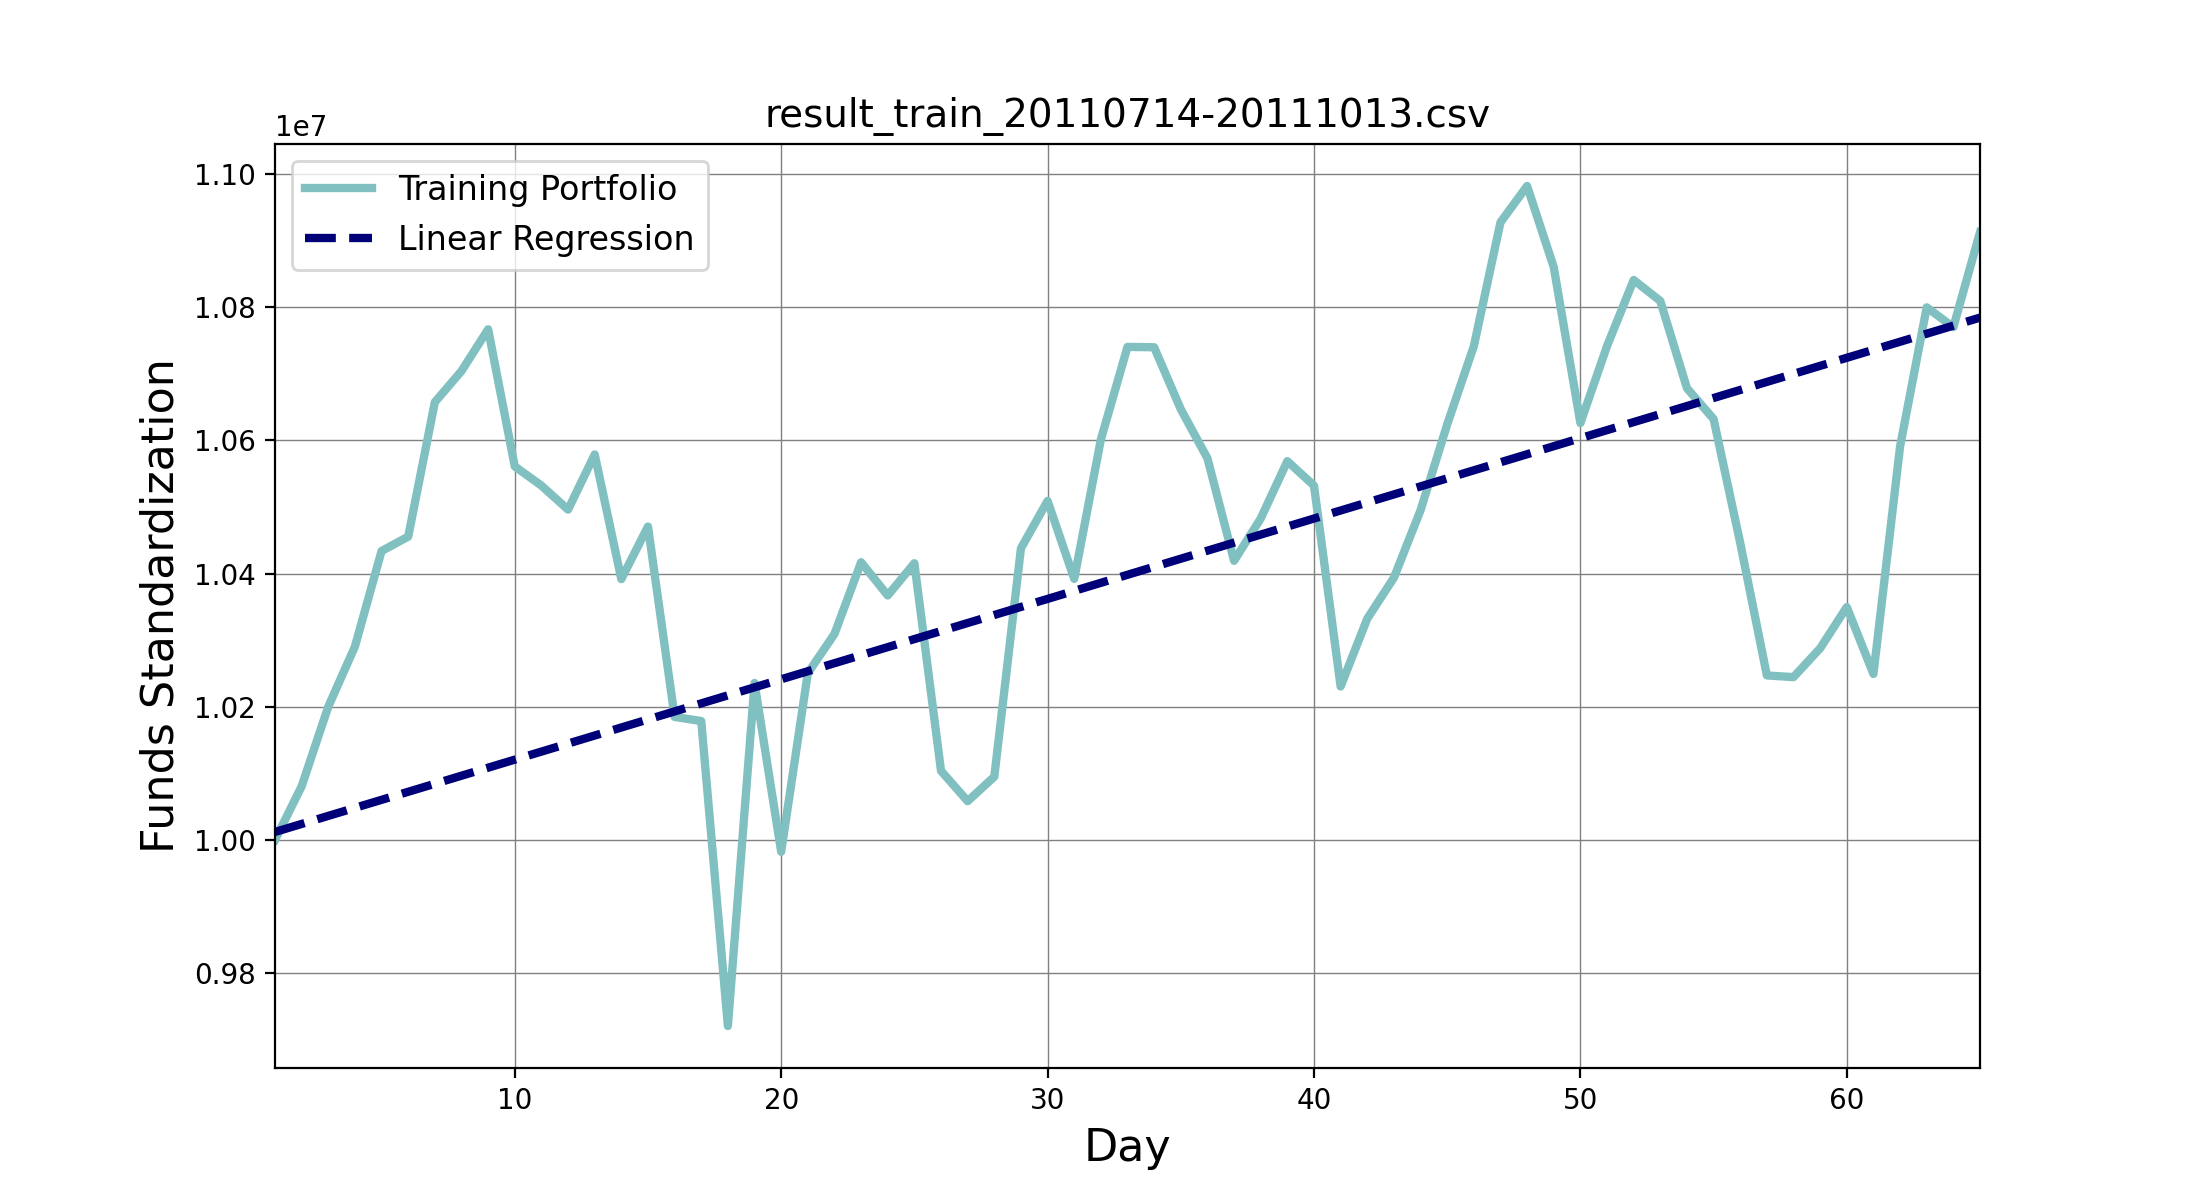 result_train_20110714-20111013.csv
1e7
Training Portfolio
Linear Regression
1.10
1.08
1.06
1.04
1.02
1.00
0.98
Funds Standardization
10 20 30 40 50 60
Day